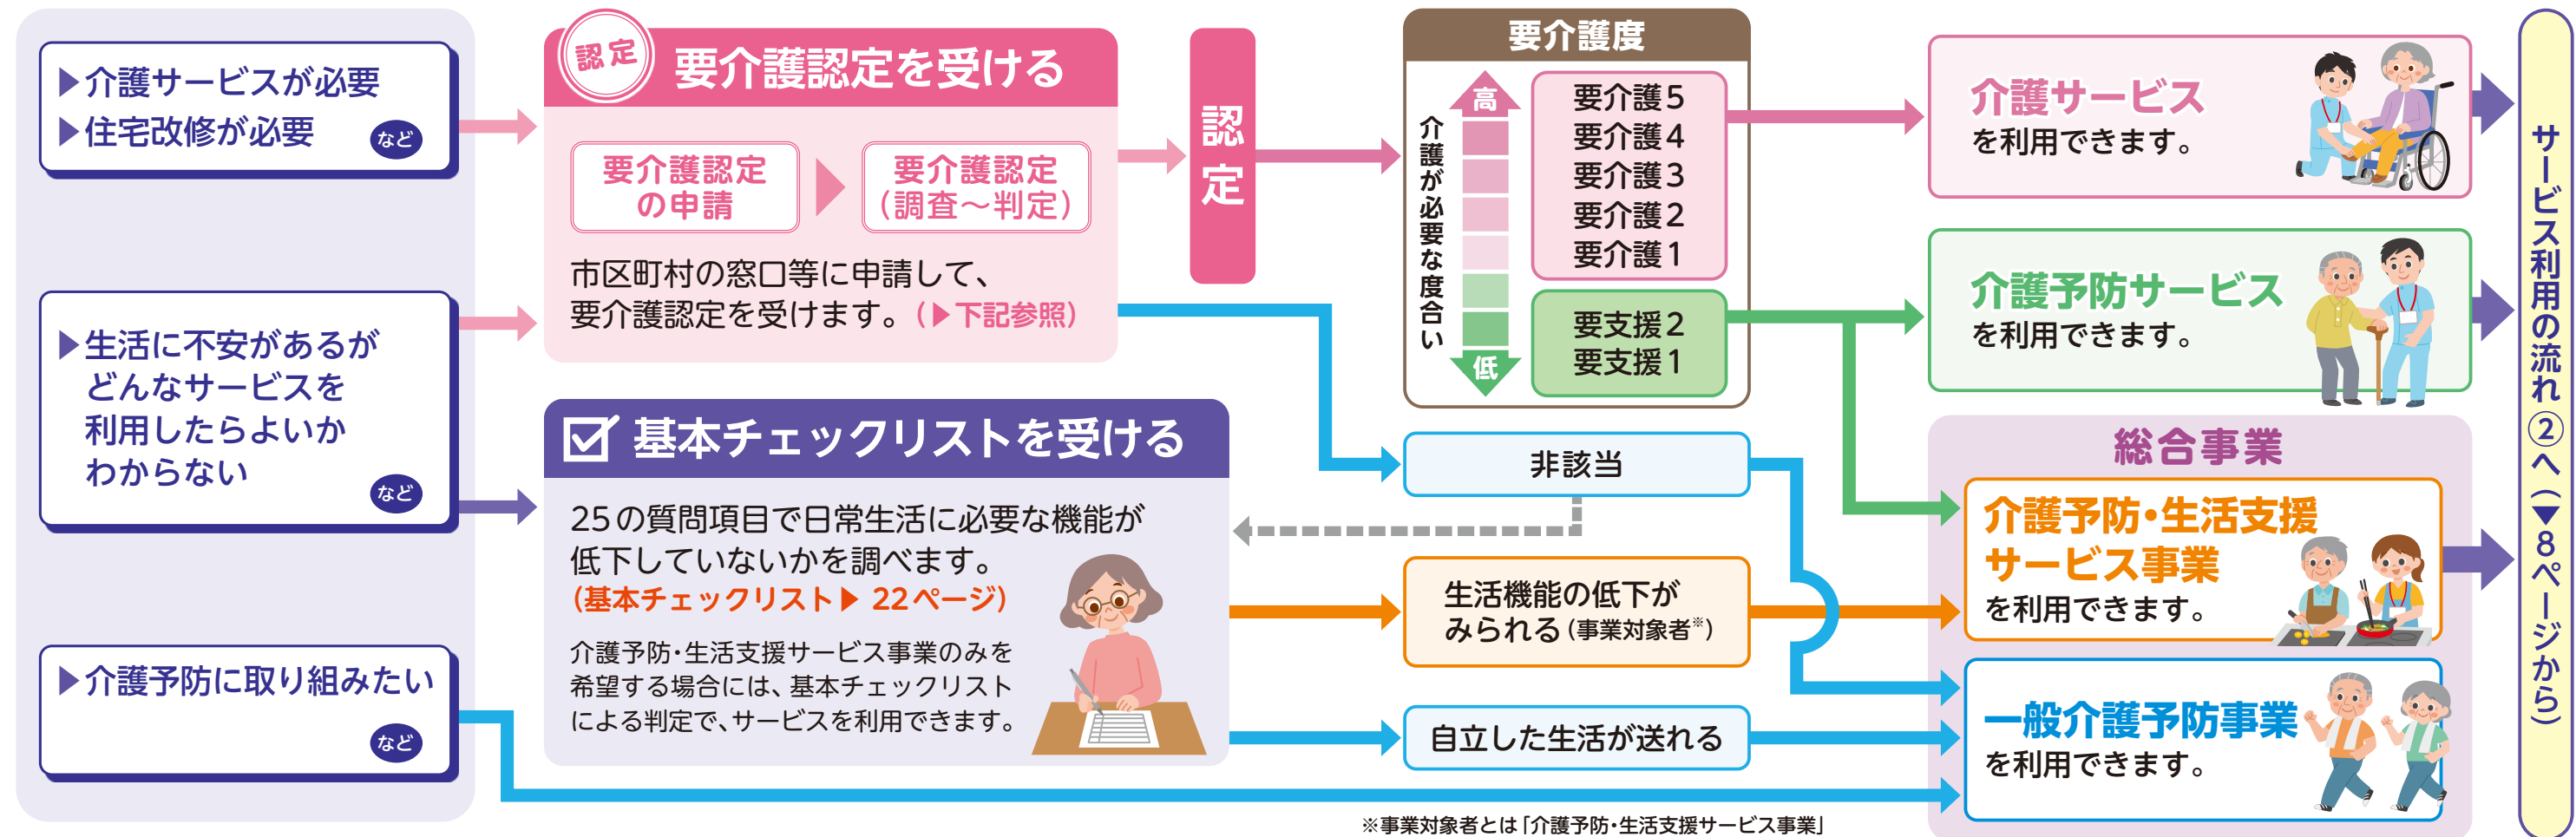 ▶介護サービスが必要
▶住宅改修が必要
など
▶生活に不安があるが
どんなサービスを
利用したらよいか
わからない
など
▶介護予防に取り組みたい
など
認定
要介護認定を受ける
要介護認定
の申請
要介護認定
（調査～判定）
市区町村の窓口等に申請して、
要介護認定を受けます。（▶下記参照）
基本チェックリストを受ける
25の質問項目で日常生活に必要な機能が
低下していないかを調べます。
（基本チェックリスト▶ 22ページ）
介護予防・生活支援サービス事業のみを
希望する場合には、基本チェックリスト
による判定で、サービスを利用できます。
認定
要介護度
介護が必要な度合い
高
低
要介護5
要介護4
要介護3
要介護2
要介護1
要支援2
要支援1
非該当
生活機能の低下が
みられる（事業対象者※）
自立した生活が送れる
介護サービス
を利用できます。
介護予防サービス
を利用できます。
総合事業
介護予防・生活支援
サービス事業
を利用できます。
一般介護予防事業
を利用できます。
サービス利用の流れ②へ（▼8ページから）
※事業対象者とは「介護予防・生活支援サービス事業」